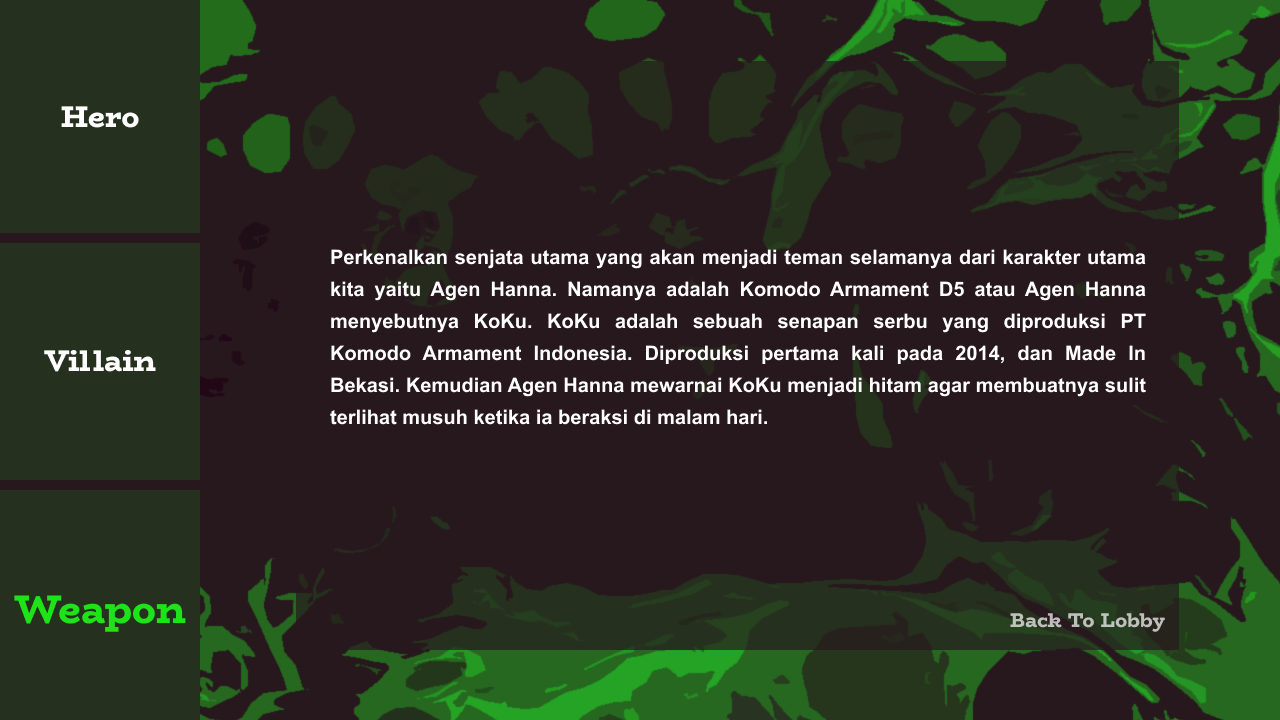 Hero
Villain
Weapon
Perkenalkan senjata utama yang akan menjadi teman selamanya dari karakter utama
kita yaitu Agen Hanna. Namanya adalah Komodo Armament D5 atau Agen Hanna
menyebutnya KoKu. KoKu adalah sebuah senapan serbu yang diproduksi PT
Komodo Armament Indonesia. Diproduksi pertama kali pada 2014, dan Made In
Bekasi. Kemudian Agen Hanna mewarnai KoKu menjadi hitam agar membuatnya sulit
terlihat musuh ketika ia beraksi di malam hari.
Back To Lobby